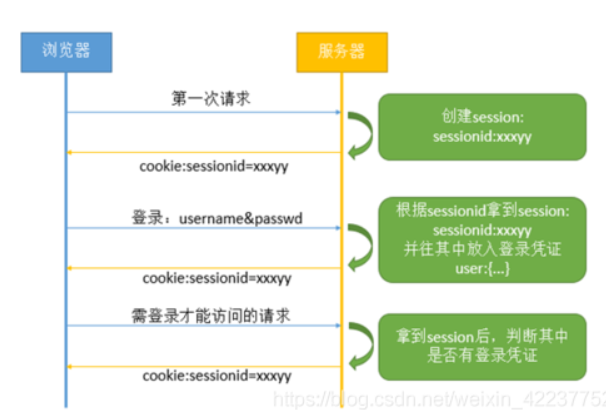 浏览器
服务器
第一次请求
创建session:
sessionid:xxxyy
cookie:sessionid=xxxyy
登录：username&passwd
根据sessionid拿到session:
sessionid:xxxyy
并往其中放入登录凭证
user:{...}
cookie:sessionid=xxxyy
需登录才能访问的请求
拿到session后，判断其中
是否有登录凭证
cookie:sessionid=xxxyy
https://blog.csdn.net/weixin_42237752